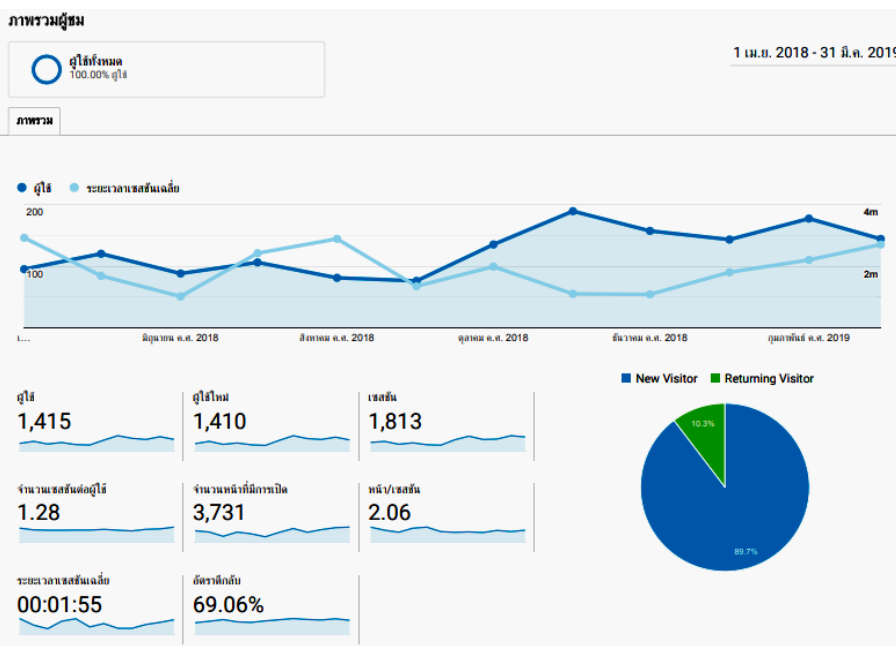 ภาพรวมผู้ชม
ผู้ใช้ทั้งหมด
100.00% ผู้ใช้
1 เม.ย. 2018 - 31 มี.ค. 2019
ภาพรวม
ผู้ใช้ ระยะเวลาเซสชันเฉลี่ย
200 4m
100 2m
เ... มิถุนายน ค.ศ. 2018 สิงหาคม ค.ศ. 2018 ตุลาคม ค.ศ. 2018 ธันวาคม ค.ศ. 2018 กุมภาพันธ์ ค.ศ. 2019
New Visitor Returning Visitor
ผู้ใช้ ผู้ใช้ใหม่ เซสชัน
1,415 1,410 1,813
10.3%
จำนวนเซสชันต่อผู้ใช้ จำนวนหน้าที่มีการเปิด หน้า/เซสชัน
1.28 3,731 2.06
89.7%
ระยะเวลาเซสชันเฉลี่ย อัตราตีกลับ
00:01:55 69.06%